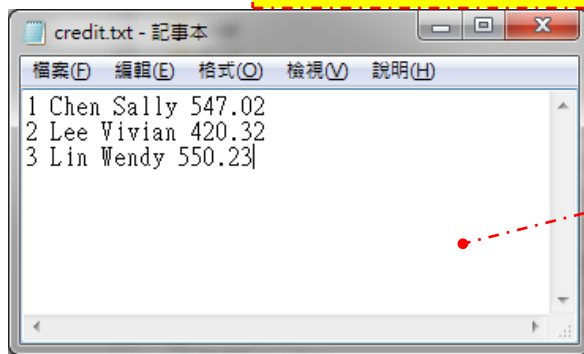 credit.txt - 記事本
檔案(F) 編輯(E) 格式(O) 檢視(V) 說明(H)
1 Chen Sally 547.02
2 Lee Vivian 420.32
3 Lin Wendy 550.23